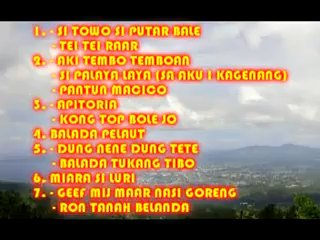 1. - SI TOWO SI PUTAR BALE
- TEI TEI RAAR
2. - AKI TEMBO TEMBOAN
- SI PALAYA LAYA (SA AKU I KAGENANG)
- PANTUN MACICO
3. - APITORIA
- KONG TOP BOLE JO
4. BALADA PELAUT
5. - DUNG NENE DUNG TETE
- BALADA TUKANG TIBO
6. MIARA SI LURI
7. - GEEF MIJ MAAR NASI GORENG
- RON TANAH BELANDA